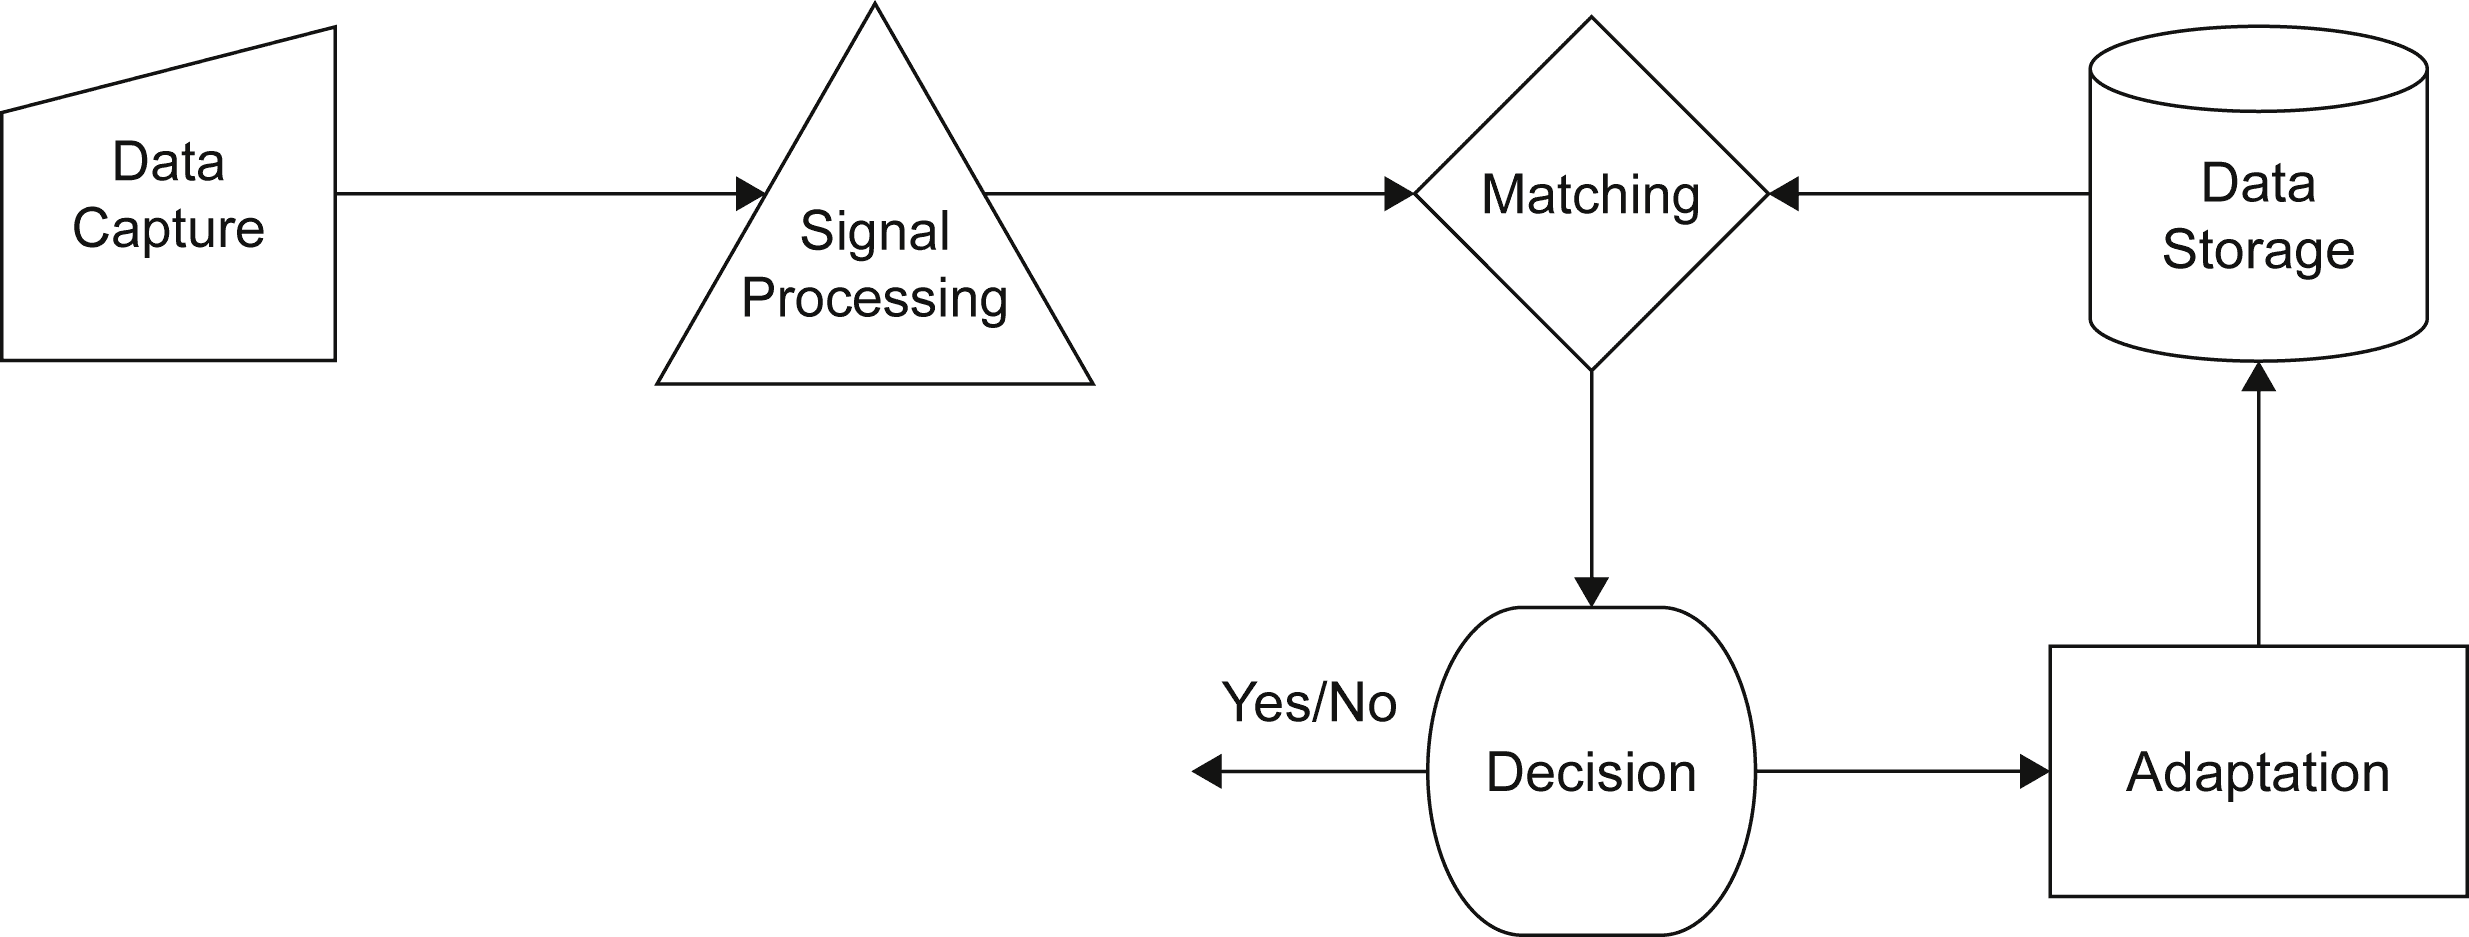 Data
Capture
Signal
Processing
Matching
Data
Storage
Yes/No
Decision
Adaptation